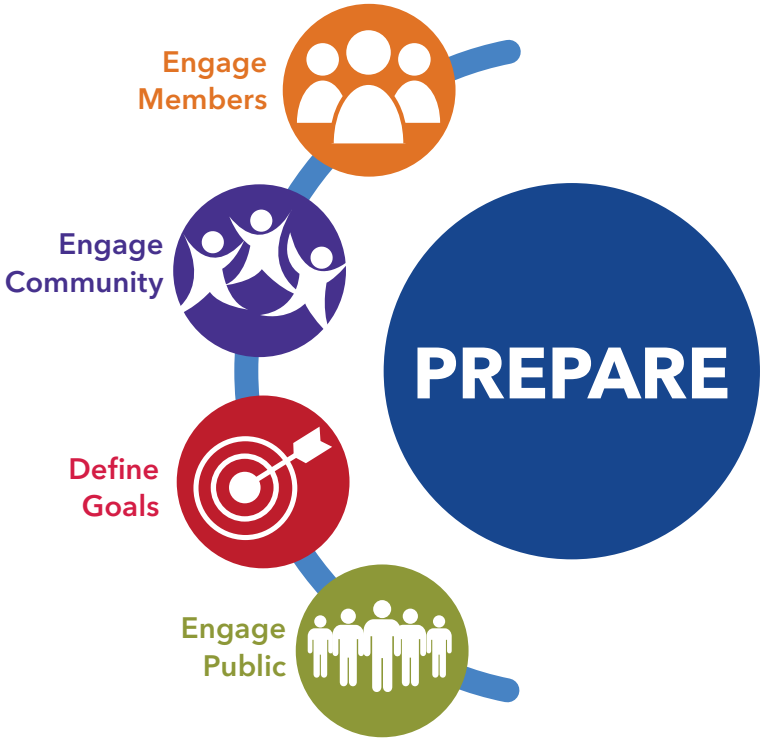 Engage
Members
Engage
Community
PREPARE
Define
Goals
Engage
Public